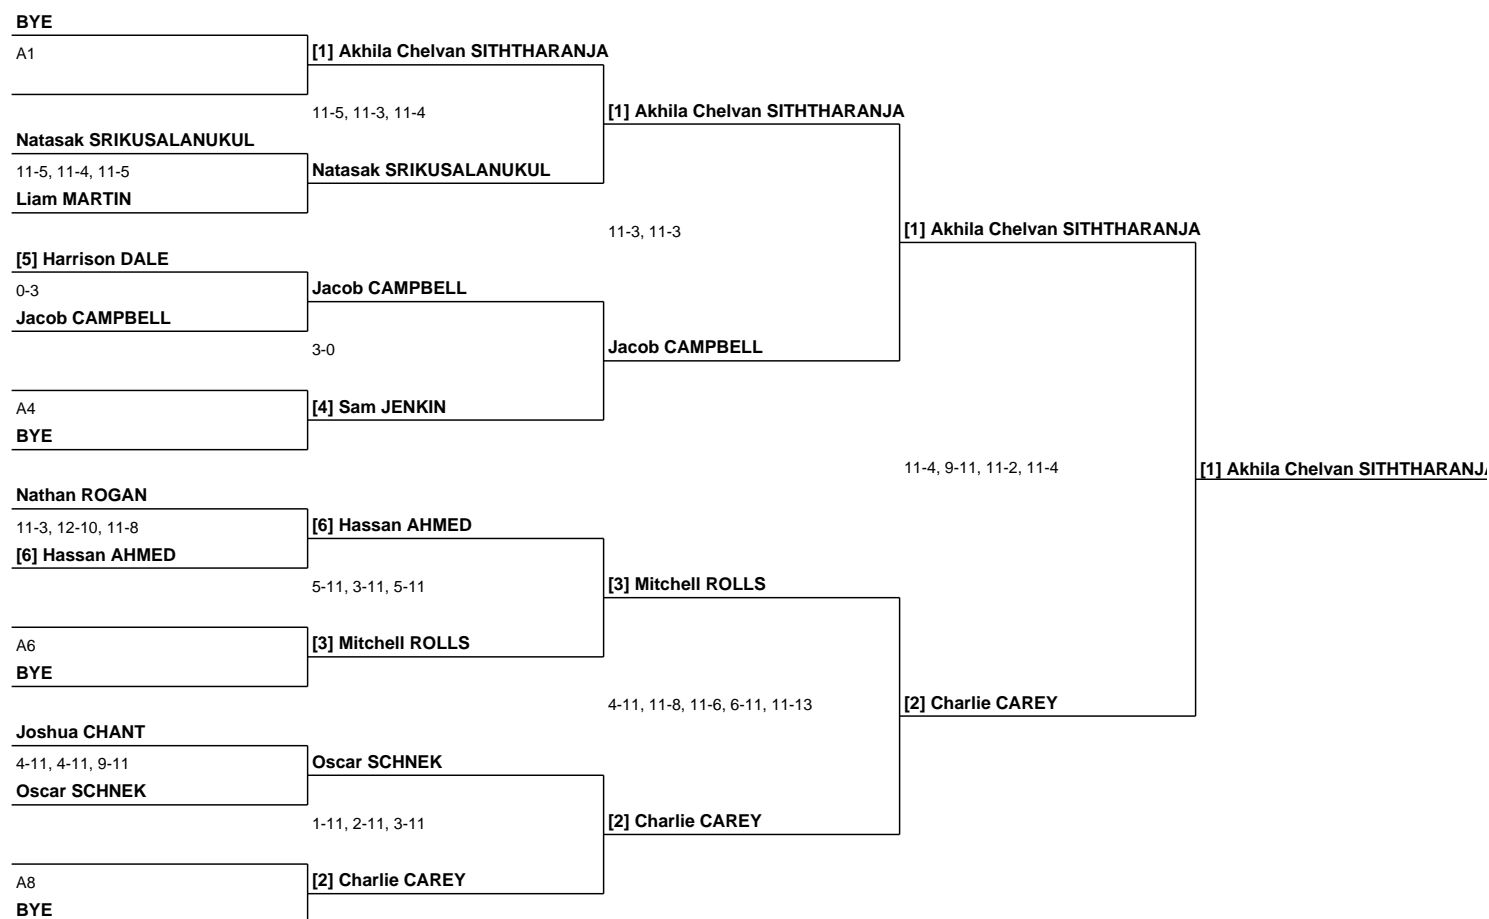 BYE
A1
[1] Akhila Chelvan SITHTHARANJA
11-5, 11-3, 11-4
[1] Akhila Chelvan SITHTHARANJA
Natasak SRIKUSALANUKUL
11-5, 11-4, 11-5
Natasak SRIKUSALANUKUL
Liam MARTIN
11-3, 11-3
[1] Akhila Chelvan SITHTHARANJA
[5] Harrison DALE
0-3
Jacob CAMPBELL
Jacob CAMPBELL
3-0
Jacob CAMPBELL
A4
[4] Sam JENKIN
BYE
11-4, 9-11, 11-2, 11-4
[1] Akhila Chelvan SITHTHARANJA
Nathan ROGAN
11-3, 12-10, 11-8
[6] Hassan AHMED
[6] Hassan AHMED
5-11, 3-11, 5-11
[3] Mitchell ROLLS
A6
[3] Mitchell ROLLS
BYE
4-11, 11-8, 11-6, 6-11, 11-13
[2] Charlie CAREY
Joshua CHANT
4-11, 4-11, 9-11
Oscar SCHNEK
Oscar SCHNEK
1-11, 2-11, 3-11
[2] Charlie CAREY
A8
[2] Charlie CAREY
BYE